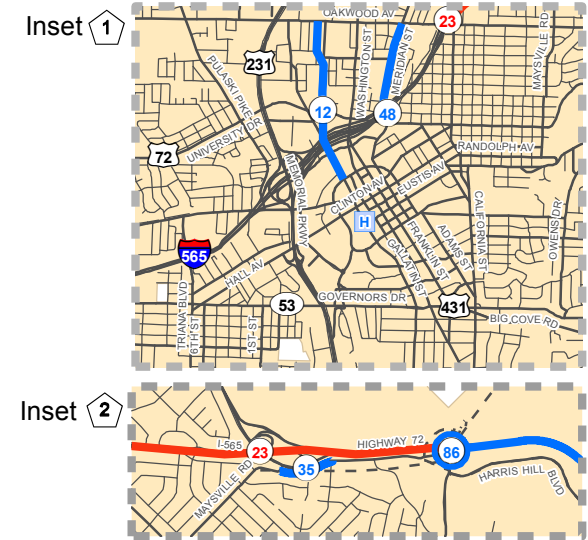 Inset 1
OAKWOOD AV
23
231
PULASKI PIKE
WASHINGTON ST
MERIDIAN ST
MAYSVILLE RD
12
48
UNIVERSITY DR
72
RANDOLPH AV
MEMORIAL PKWY
CLINTON AV
EUSTIS AV
H
CALIFORNIA ST
OWENS DR
FRANKLIN ST
ADAMS ST
GALLATIN ST
565
HALL AV
TRIANA BLVD
6TH ST
1ST ST
53
GOVERNORS DR
431
BIG COVE RD
Inset 2
I-565
23
HIGHWAY 72
86
35
MAYSVILLE RD
HARRIS HILL BLVD